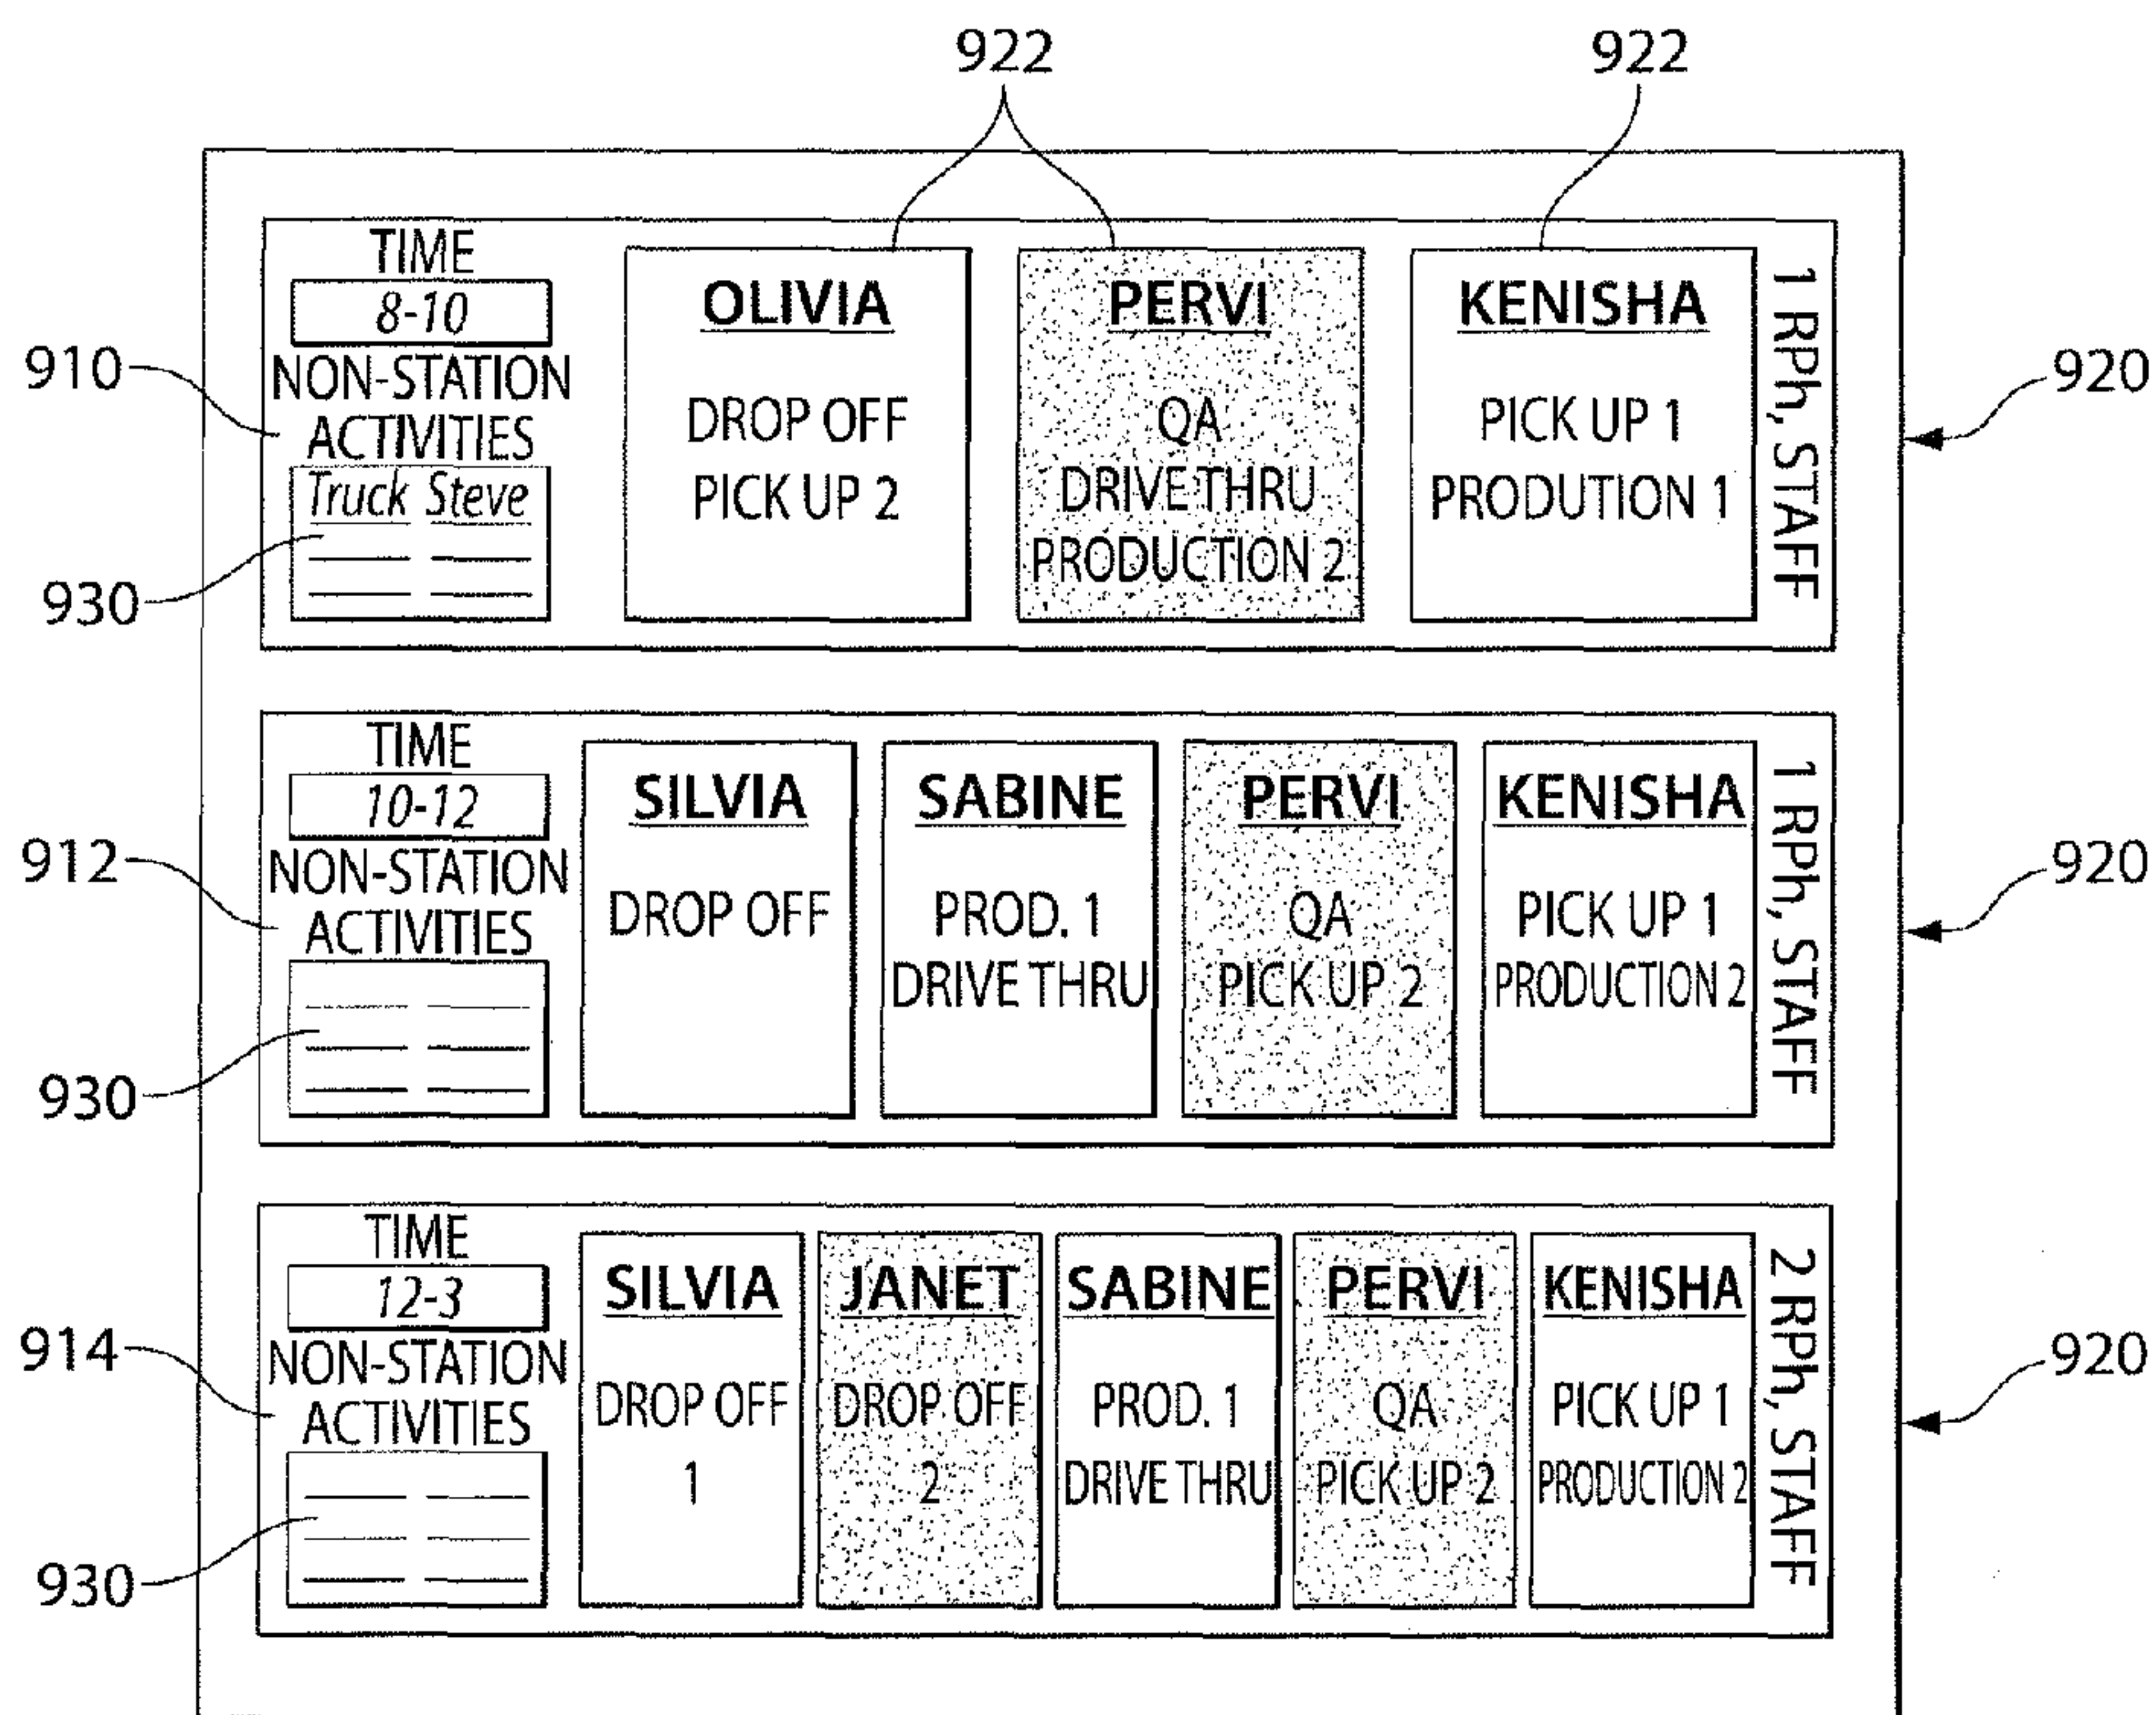 922 922
TIME
8-10
NON-STATION
ACTIVITIES
Truck Steve
OLIVIA
DROP OFF
PICK UP 2
PERVI
QA
DRIVE THRU
PRODUCTION 2
KENISHA
PICK UP 1
PRODUTION 1
1 RPh, STAFF
910
930
920
TIME
10-12
NON-STATION
ACTIVITIES
SILVIA
DROP OFF
SABINE
PROD. 1
DRIVE THRU
PERVI
QA
PICK UP 2
KENISHA
PICK UP 1
PRODUCTION 2
1 RPh, STAFF
912
930
920
TIME
12-3
NON-STATION
ACTIVITIES
SILVIA
DROP OFF
1
JANET
DROP OFF
2
SABINE
PROD. 1
DRIVE THRU
PERVI
QA
PICK UP 2
KENISHA
PICK UP 1
PRODUCTION 2
2 RPh, STAFF
914
930
920